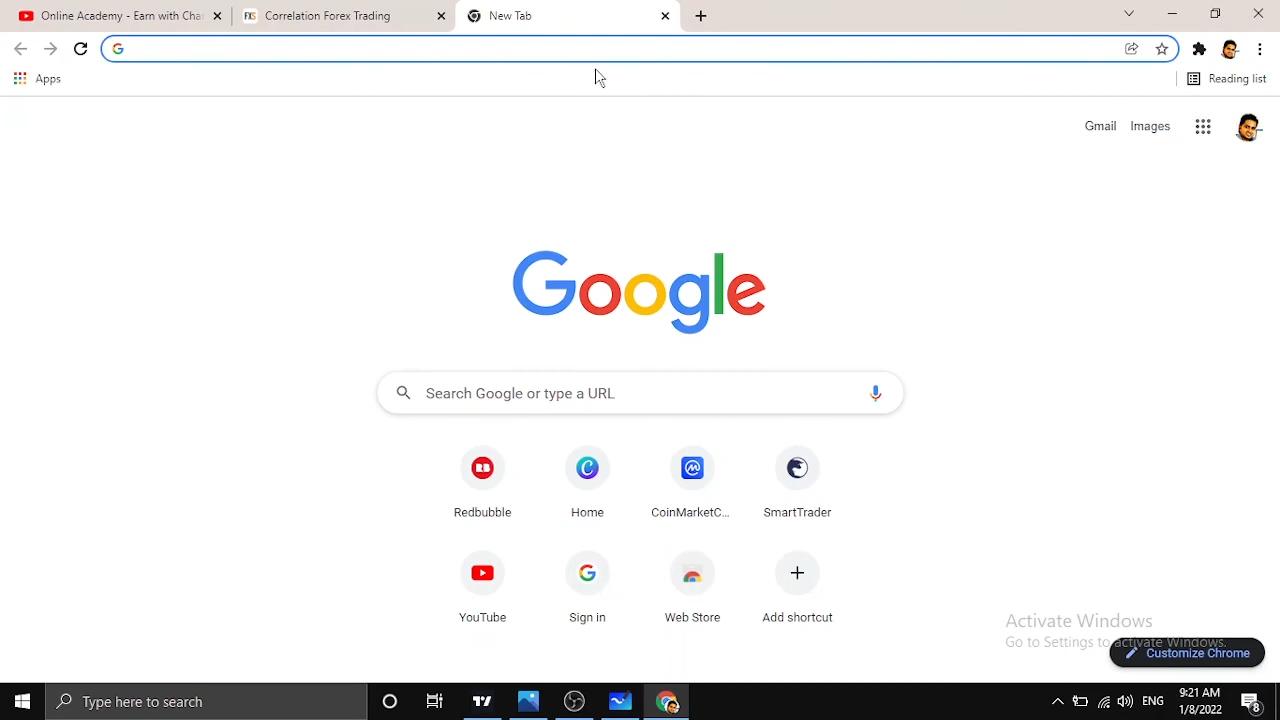 Online Academy - Earn with Cha
FXS Correlation Forex Trading
New Tab
Apps
Reading list
Gmail Images
Google
Search Google or type a URL
Redbubble Home CoinMarketC... SmartTrader
YouTube Sign in Web Store Add shortcut
Activate Windows
Go to Settings to activate Windows.
Customize Chrome
Type here to search
ENG
9:21 AM
1/8/2022
8